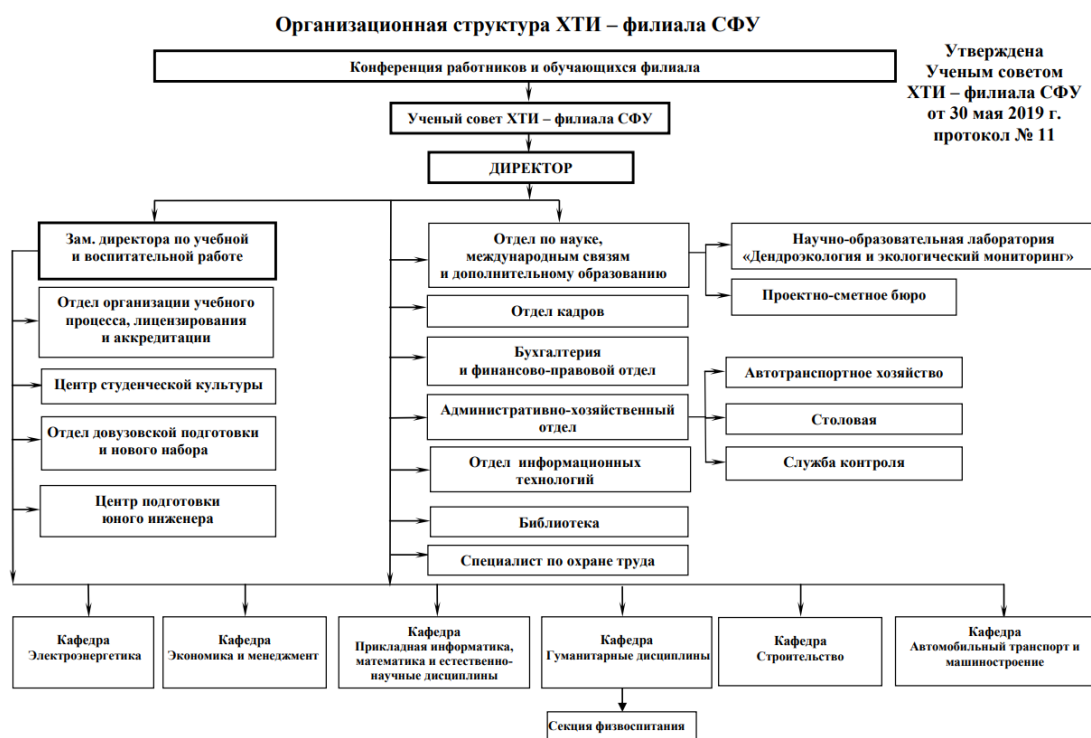 Организационная структура ХТИ – филиала СФУ
Утверждена
Ученым советом
ХТИ – филиала СФУ
от 30 мая 2019 г.
протокол № 11
Конференция работников и обучающихся филиала
Ученый совет ХТИ – филиала СФУ
ДИРЕКТОР
Зам. директора по учебной
и воспитательной работе
Отдел организации учебного
процесса, лицензирования
и аккредитации
Центр студенческой культуры
Отдел довузовской подготовки
и нового набора
Центр подготовки
юного инженера
Отдел по науке,
международным связям
и дополнительному образованию
Отдел кадров
Бухгалтерия
и финансово-правовой отдел
Административно-хозяйственный
отдел
Отдел информационных
технологий
Библиотека
Специалист по охране труда
Научно-образовательная лаборатория
«Дендроэкология и экологический мониторинг»
Проектно-сметное бюро
Автотранспортное хозяйство
Столовая
Служба контроля
Кафедра
Электроэнергетика
Кафедра
Экономика и менеджмент
Кафедра
Прикладная информатика,
математика и естественно-
научные дисциплины
Кафедра
Гуманитарные дисциплины
Кафедра
Строительство
Кафедра
Автомобильный транспорт и
машиностроение
Секция физвоспитания